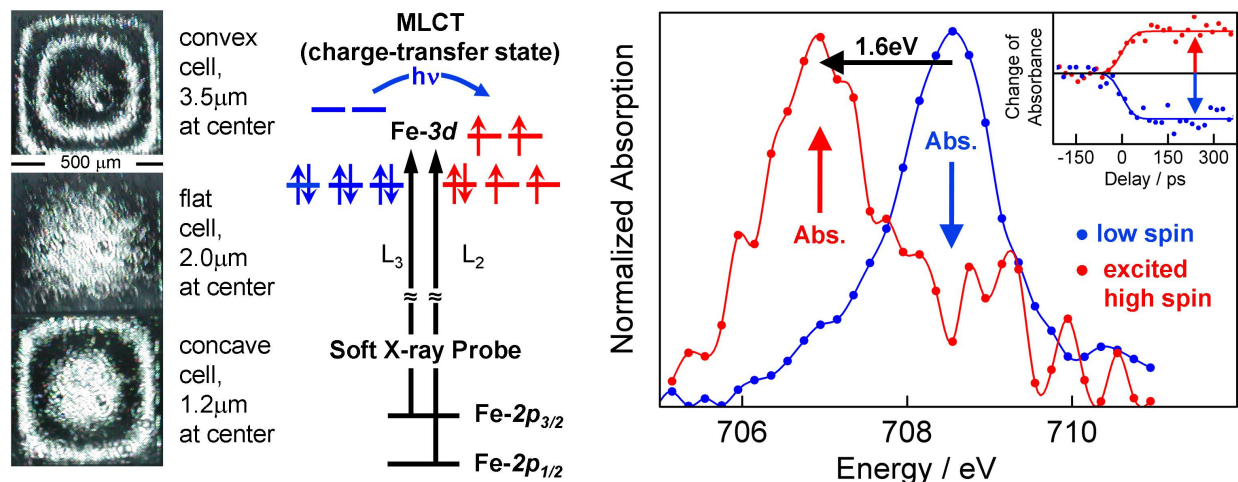 convex
cell,
3.5μm
at center
500 μm
flat
cell,
2.0μm
at center
concave
cell,
1.2μm
at center
MLCT
(charge-transfer state)
hν
Fe-3d
L3
L2
≈ ≈
Soft X-ray Probe
Fe-2p3/2
Fe-2p1/2
Normalized Absorption
1.6eV
Abs.
Abs.
low spin
excited
high spin
706 708 710
Energy / eV
Change of
Absorbance
-150 0 150 300
Delay / ps